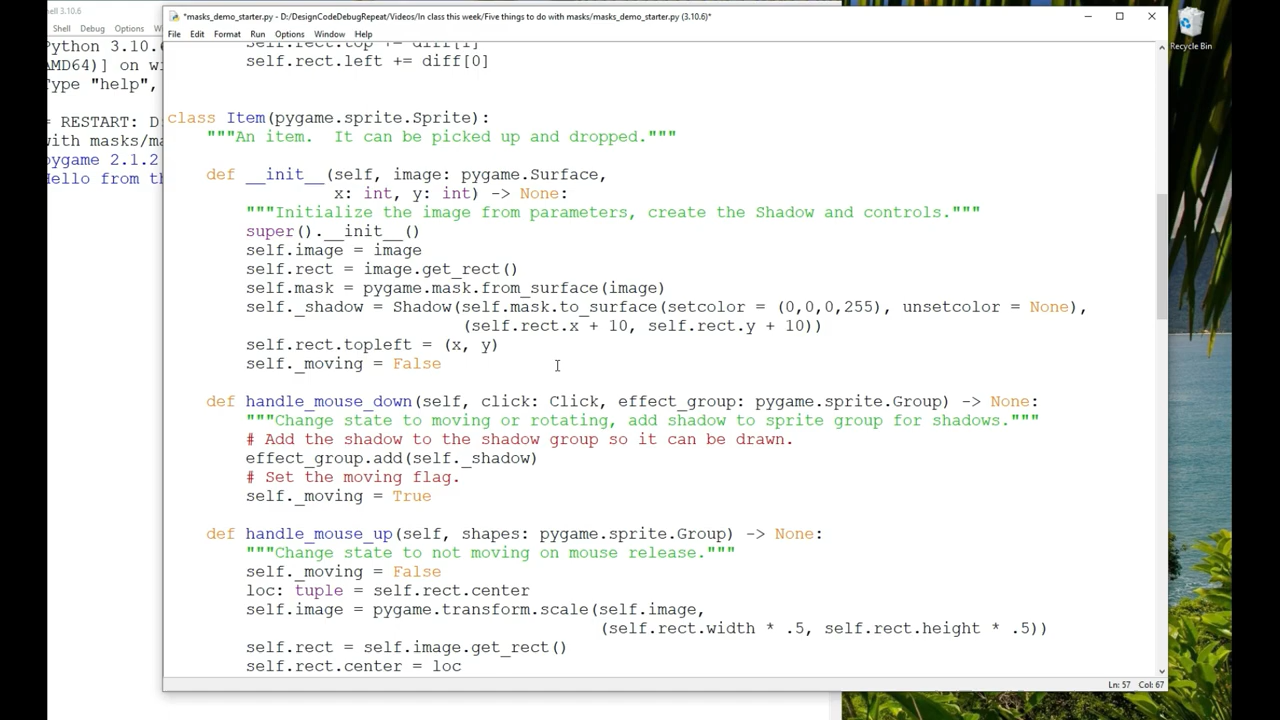 *masks_demo_starter.py - D:/DesignCodeDebugRepeat/Videos/In class this week/Five things to do with masks/masks_demo_starter.py (3.10.6)*
File Edit Format Run Options Window Help
self.rect.top += diff[1]
self.rect.left += diff[0]
class Item(pygame.sprite.Sprite):
"""An item.  It can be picked up and dropped."""
def __init__(self, image: pygame.Surface,
x: int, y: int) -> None:
"""Initialize the image from parameters, create the Shadow and controls."""
super().__init__()
self.image = image
self.rect = image.get_rect()
self.mask = pygame.mask.from_surface(image)
self._shadow = Shadow(self.mask.to_surface(setcolor = (0,0,0,255), unsetcolor = None),
(self.rect.x + 10, self.rect.y + 10))
self.rect.topleft = (x, y)
self._moving = False
def handle_mouse_down(self, click: Click, effect_group: pygame.sprite.Group) -> None:
"""Change state to moving or rotating, add shadow to sprite group for shadows."""
# Add the shadow to the shadow group so it can be drawn.
effect_group.add(self._shadow)
# Set the moving flag.
self._moving = True
def handle_mouse_up(self, shapes: pygame.sprite.Group) -> None:
"""Change state to not moving on mouse release."""
self._moving = False
loc: tuple = self.rect.center
self.image = pygame.transform.scale(self.image,
(self.rect.width * .5, self.rect.height * .5))
self.rect = self.image.get_rect()
self.rect.center = loc
Ln: 57 Col: 67
3.10.6
Shell Debug Options
Python 3.10.6
AMD64)] on wi
Type "help",
RESTART: D:
with masks/ma
pygame 2.1.2
Hello from th
Recycle Bin